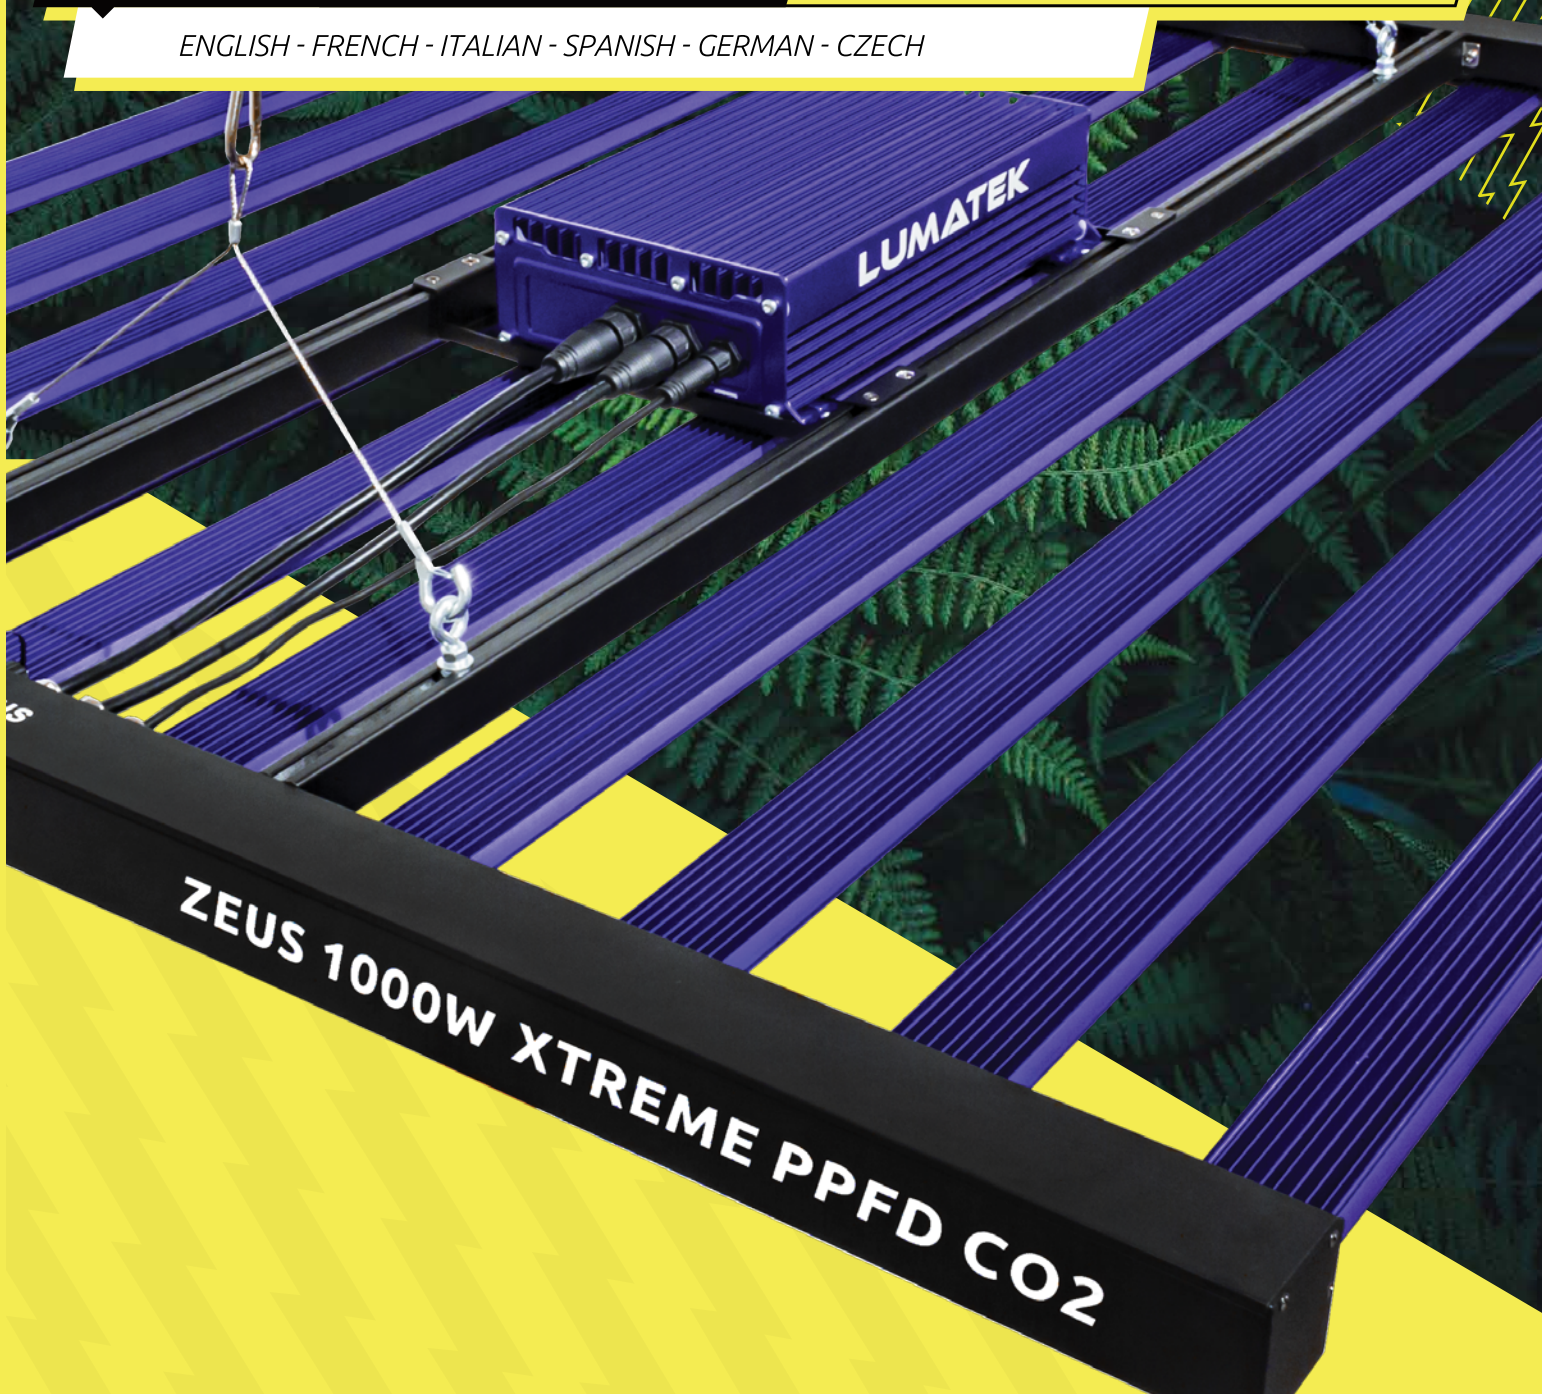 ENGLISH - FRENCH - ITALIAN - SPANISH - GERMAN - CZECH
LUMATEK
ZEUS 1000W XTREME PPFD CO2